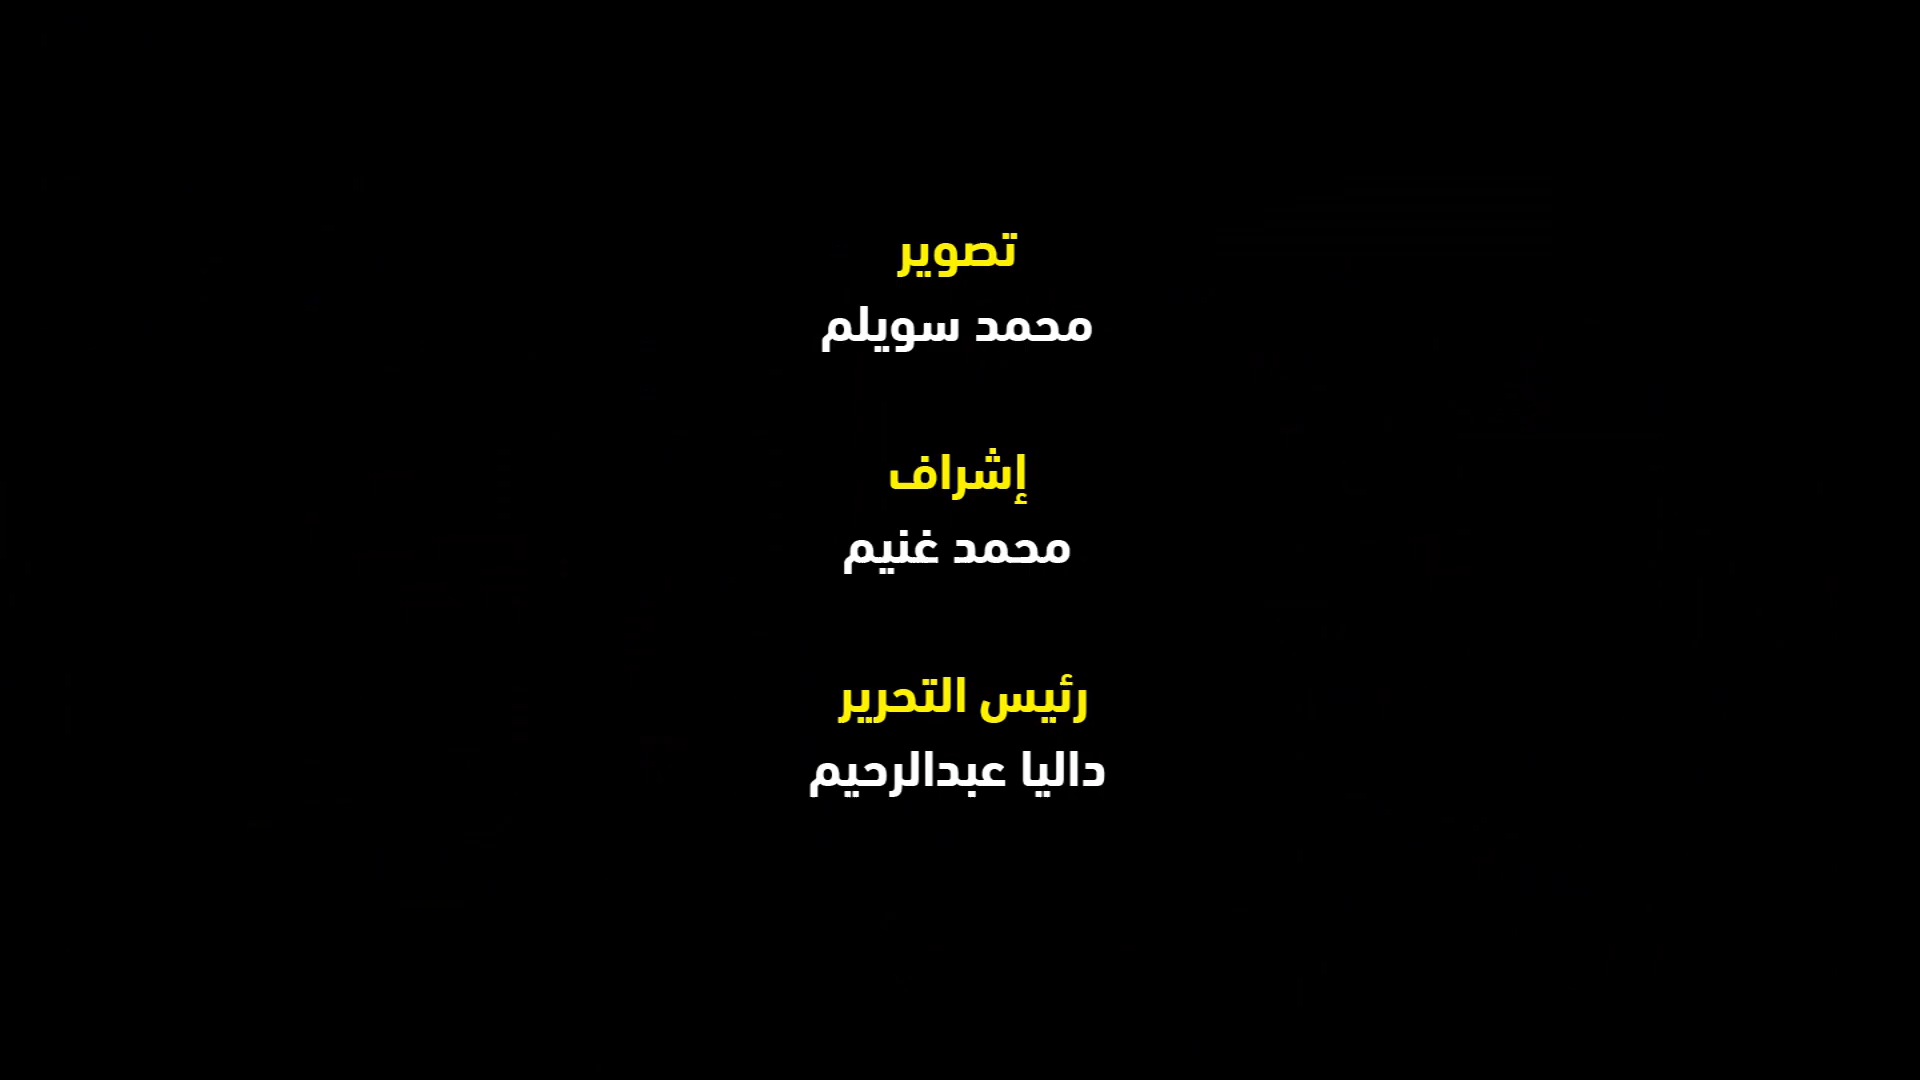 تصوير
محمد سويلم
إشراف
محمد غنيم
رئيس التحرير
داليا عبدالرحيم